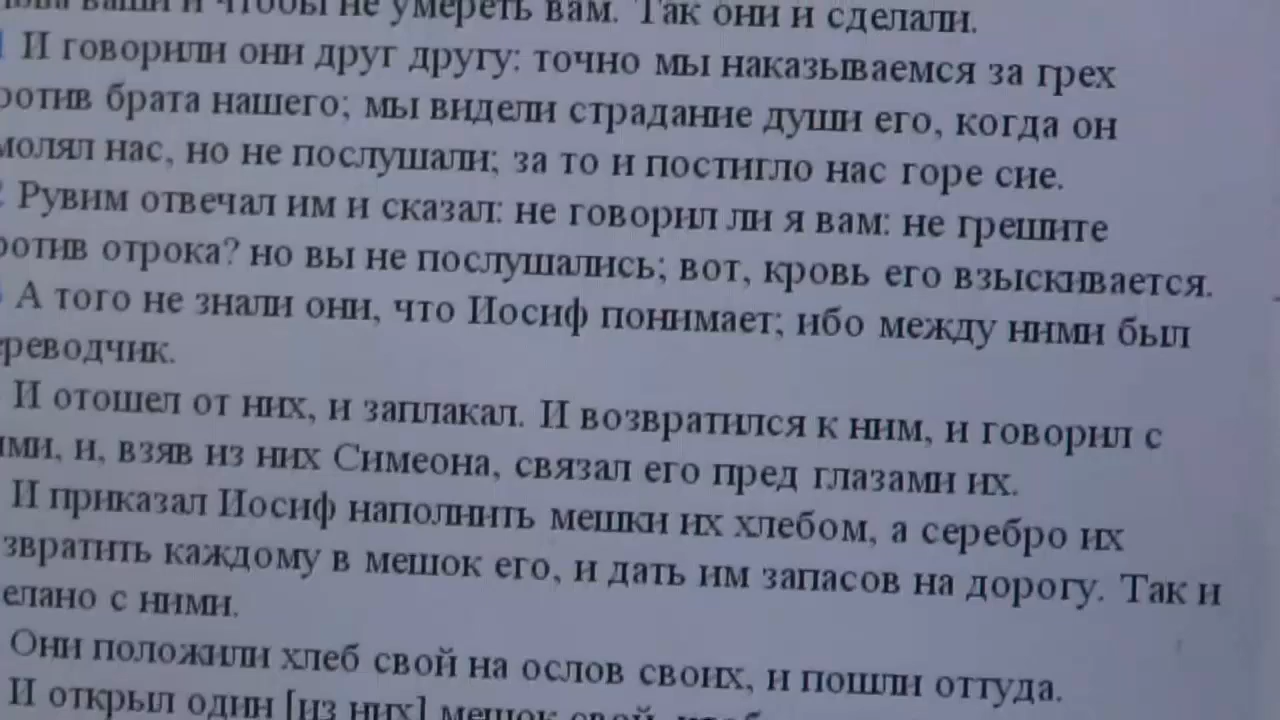 ваши и чтобы не умереть вам. Так они и сделали.
И говорили они друг другу: точно мы наказываемся за грех
ротив брата нашего; мы видели страдание души его, когда он
молял нас, но не послушали; за то и постигло нас горе сие.
Рувим отвечал им и сказал: не говорил ли я вам: не грешите
ротив отрока? но вы не послушались; вот, кровь его взыскивается.
А того не знали они, что Иосиф понимает; ибо между ними был
реводчик.
И отошел от них, и заплакал. И возвратился к ним, и говорил с
ими, и, взяв из них Симеона, связал его пред глазами их.
И приказал Иосиф наполнить мешки их хлебом, а серебро их
звратить каждому в мешок его, и дать им запасов на дорогу. Так и
елано с ними.
Они положили хлеб свой на ослов своих, и пошли оттуда.
И открыл один [из них] мешок свой,